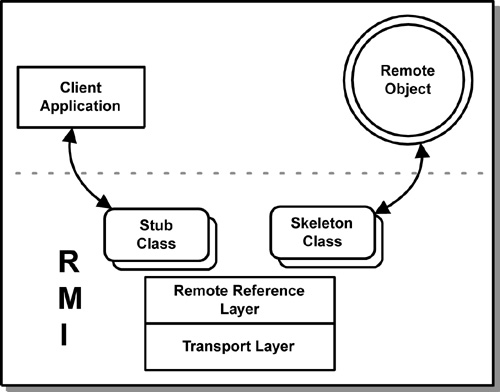 Client
Application
Remote
Object
Stub
Class
Skeleton
Class
R
M
I
Remote Reference
Layer
Transport Layer